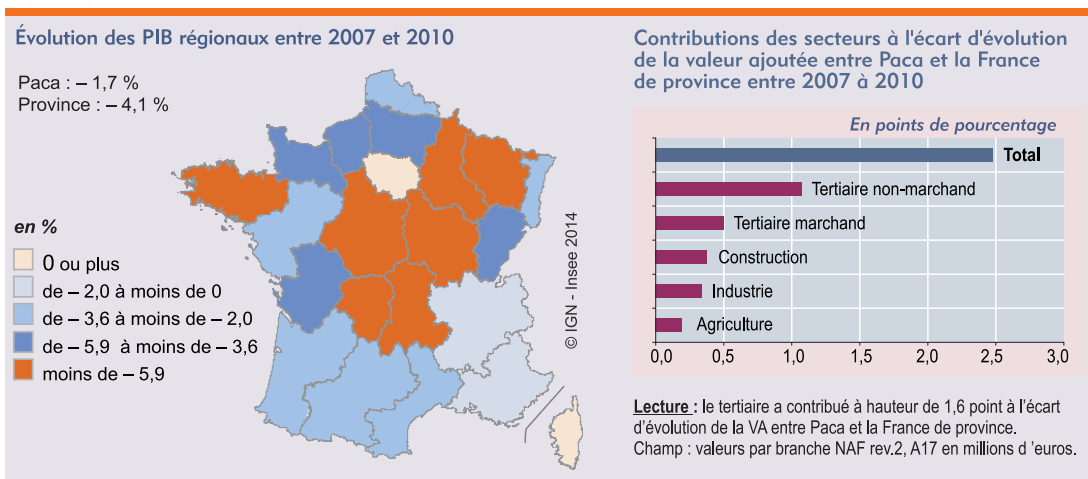 Évolution des PIB régionaux entre 2007 et 2010
Paca : – 1,7 %
Province : – 4,1 %
en %
0 ou plus
de – 2,0 à moins de 0
de – 3,6 à moins de – 2,0
de – 5,9 à moins de – 3,6
moins de – 5,9
© IGN - Insee 2014
Contributions des secteurs à l'écart d'évolution
de la valeur ajoutée entre Paca et la France
de province entre 2007 à 2010
En points de pourcentage
Total
Tertiaire non-marchand
Tertiaire marchand
Construction
Industrie
Agriculture
0,0 0,5 1,0 1,5 2,0 2,5 3,0
Lecture : le tertiaire a contribué à hauteur de 1,6 point à l'écart
d'évolution de la VA entre Paca et la France de province.
Champ : valeurs par branche NAF rev.2, A17 en millions d 'euros.